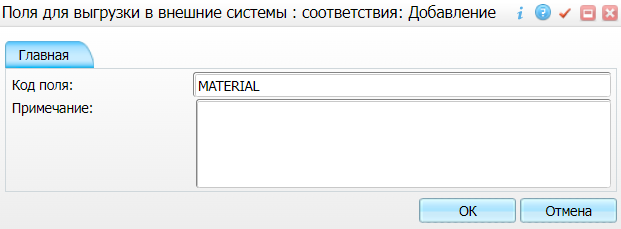 Поля для выгрузки в внешние системы : соответствия: Добавление
Главная
Код поля: MATERIAL
Примечание:
ОК Отмена